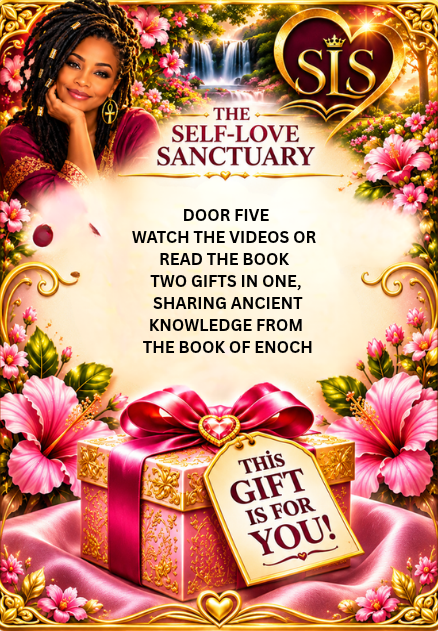 SLS
THE
SELF-LOVE
SANCTUARY
DOOR FIVE
WATCH THE VIDEOS OR
READ THE BOOK
TWO GIFTS IN ONE,
SHARING ANCIENT
KNOWLEDGE FROM
THE BOOK OF ENOCH
THiS
GIFT
IS FOR
YOU!